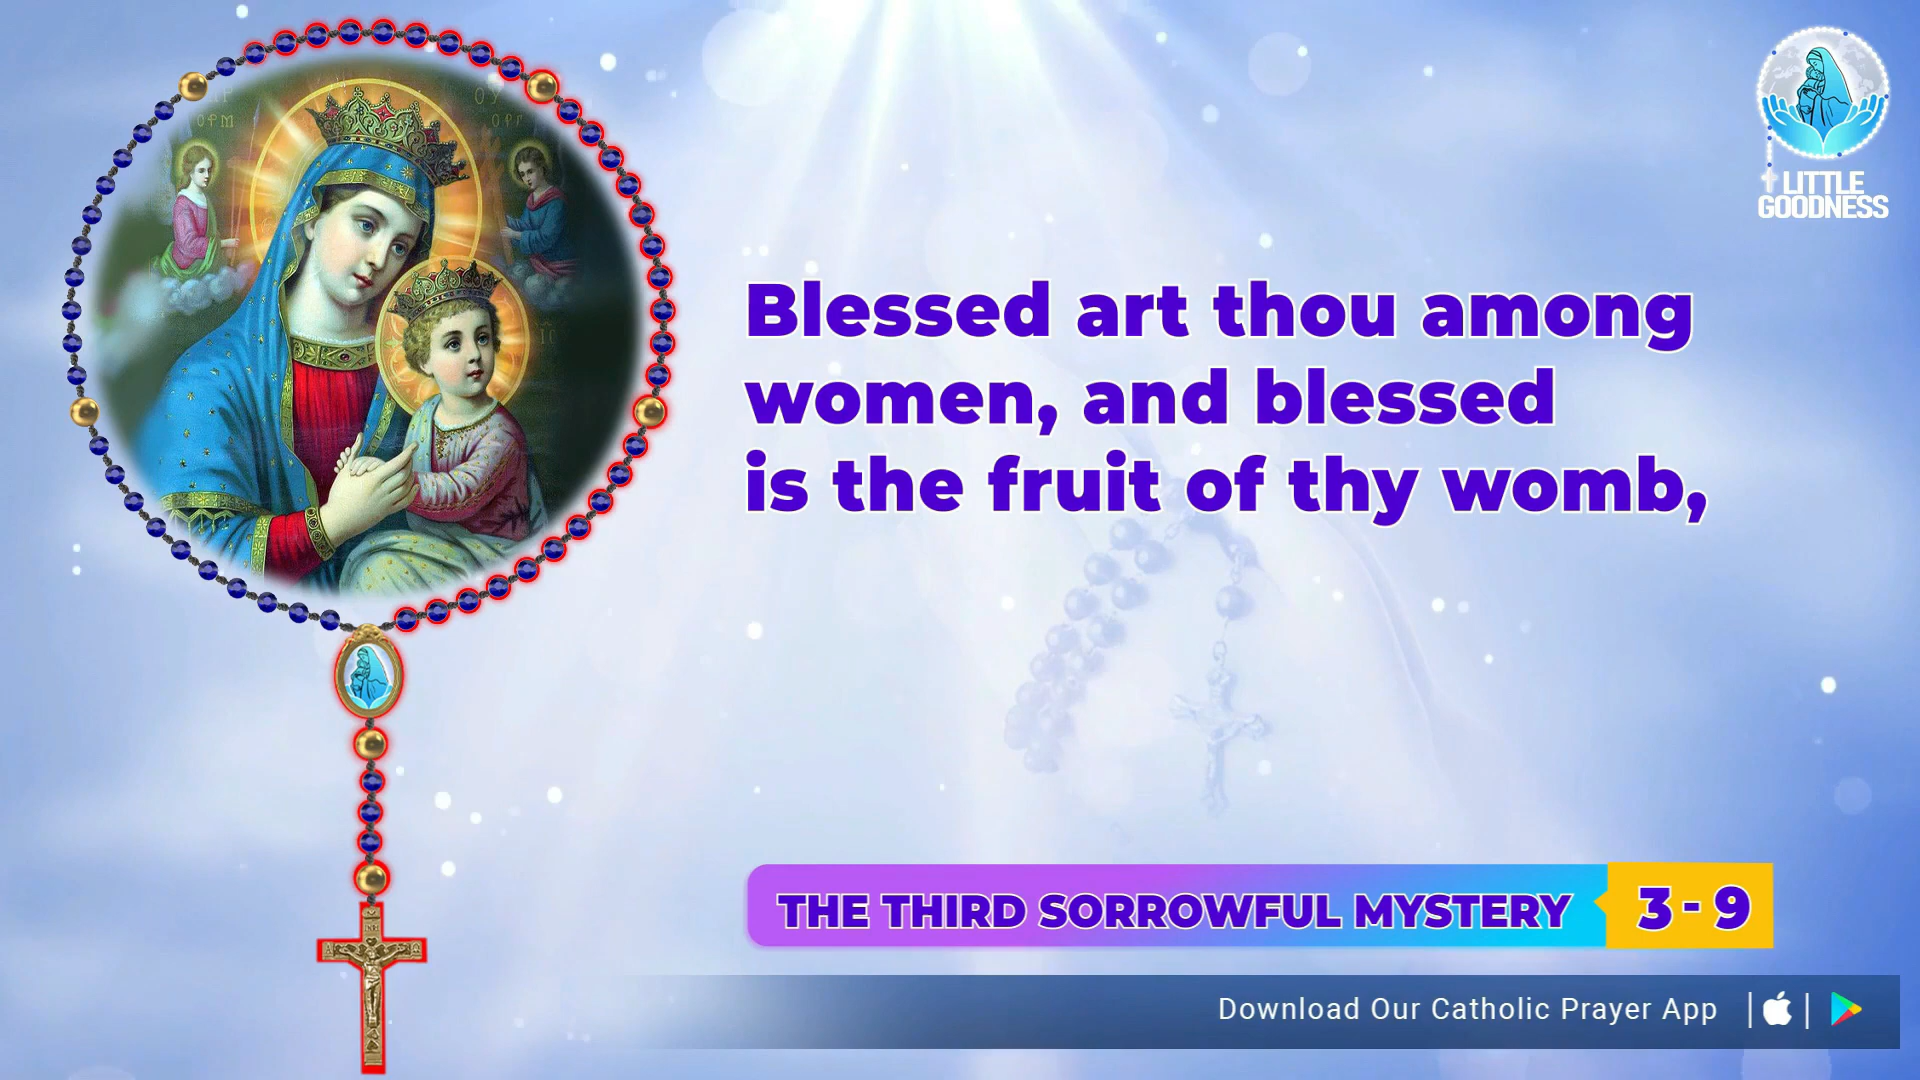 LITTLE
GOODNESS
Blessed art thou among
women, and blessed
is the fruit of thy womb,
THE THIRD SORROWFUL MYSTERY 3 - 9
Download Our Catholic Prayer App
INRI